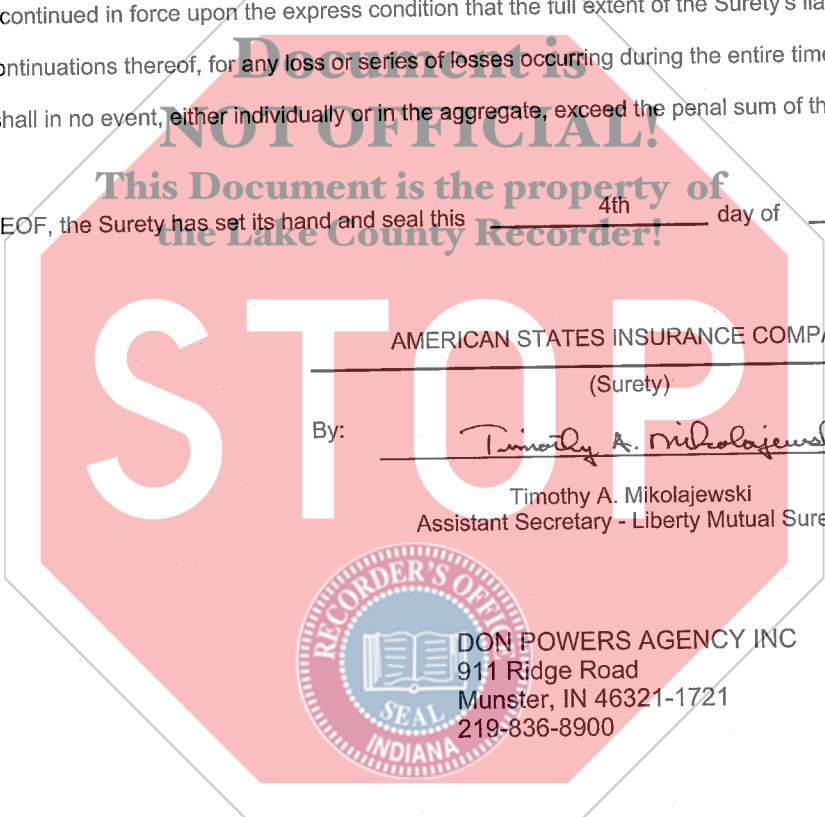 continued in force upon the express condition that the full extent of the Surety's
Document is
continuations thereof, for any loss or series of losses occurring during the entire time
NOT OFFICIAL!
shall in no event, either individually or in the aggregate, exceed the penal sum of
This Document is the property of
EOF, the Surety has set its hand and seal this 4th day of
the Lake County Recorder!
STOP
AMERICAN STATES INSURANCE COMPA
(Surety)
By: Timothy A. Mikolajews
Timothy A. Mikolajewski
Assistant Secretary - Liberty Mutual Sure
RECORDER'S OFFICE
SEAL
INDIANA
DON POWERS AGENCY INC
911 Ridge Road
Munster, IN 46321-1721
219-836-8900